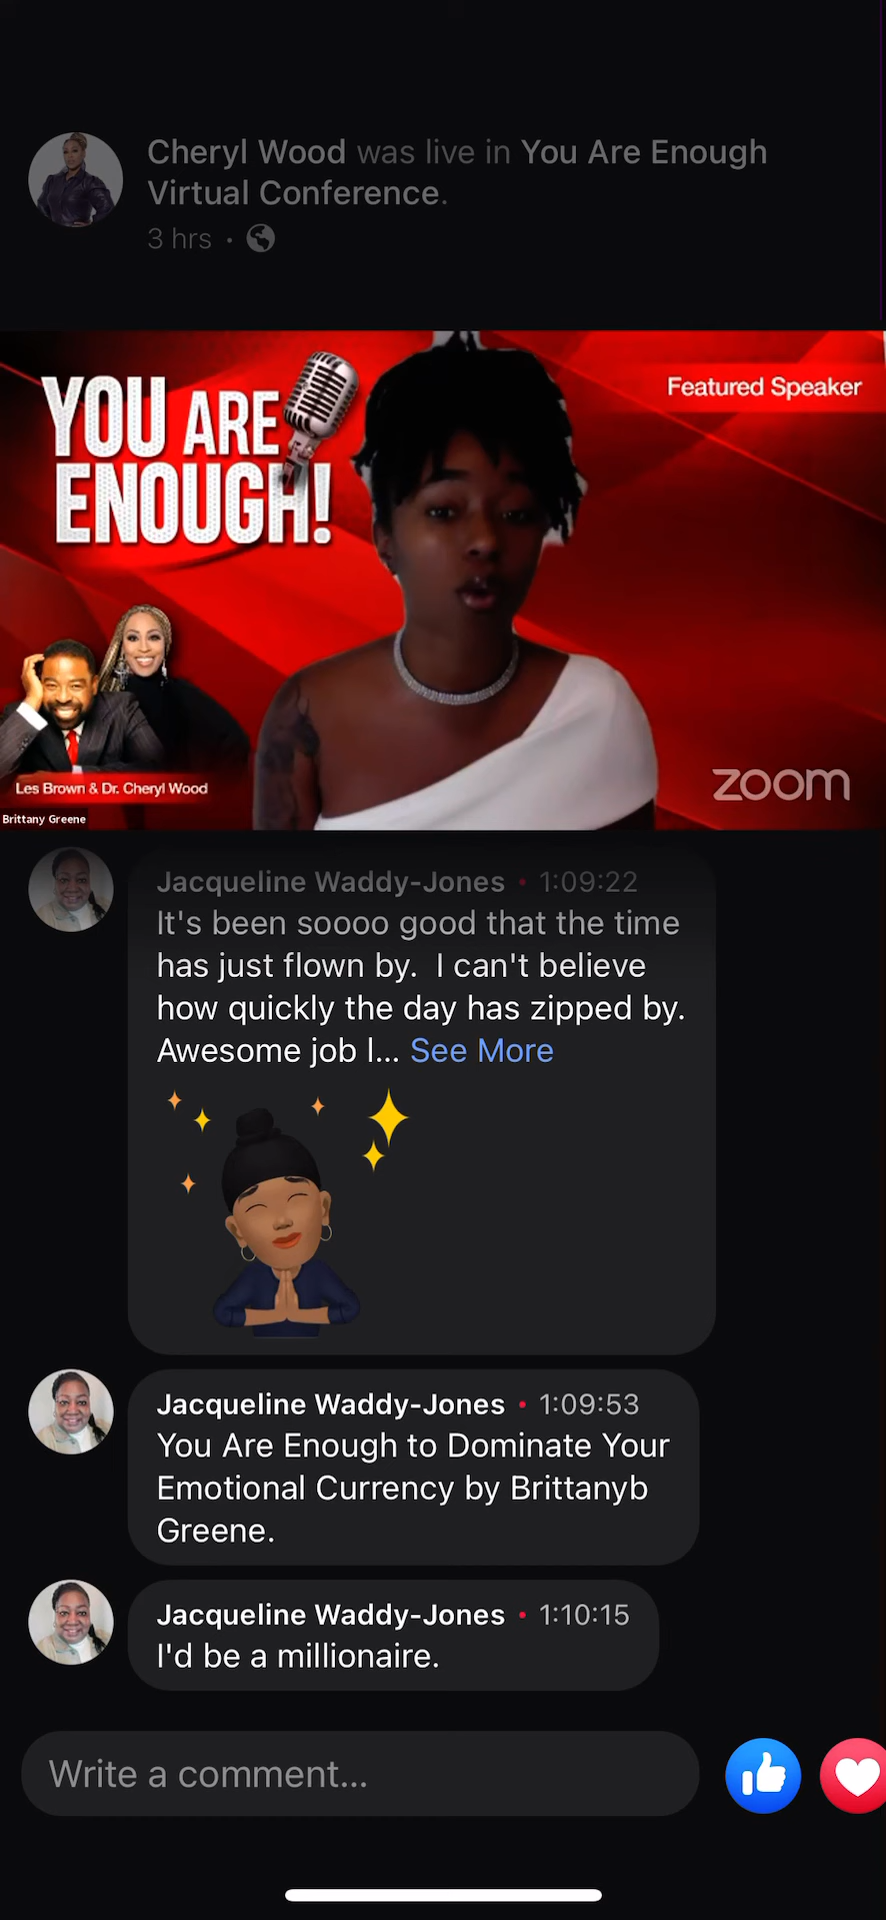 Cheryl Wood was live in You Are Enough
Virtual Conference.
3 hrs ·
YOU ARE
ENOUGH!
Featured Speaker
Les Brown & Dr. Cheryl Wood
zoom
Brittany Greene
Jacqueline Waddy-Jones • 1:09:22
It's been soooo good that the time
has just flown by.  I can't believe
how quickly the day has zipped by.
Awesome job l... See More
Jacqueline Waddy-Jones • 1:09:53
You Are Enough to Dominate Your
Emotional Currency by Brittanyb
Greene.
Jacqueline Waddy-Jones • 1:10:15
I'd be a millionaire.
Write a comment...